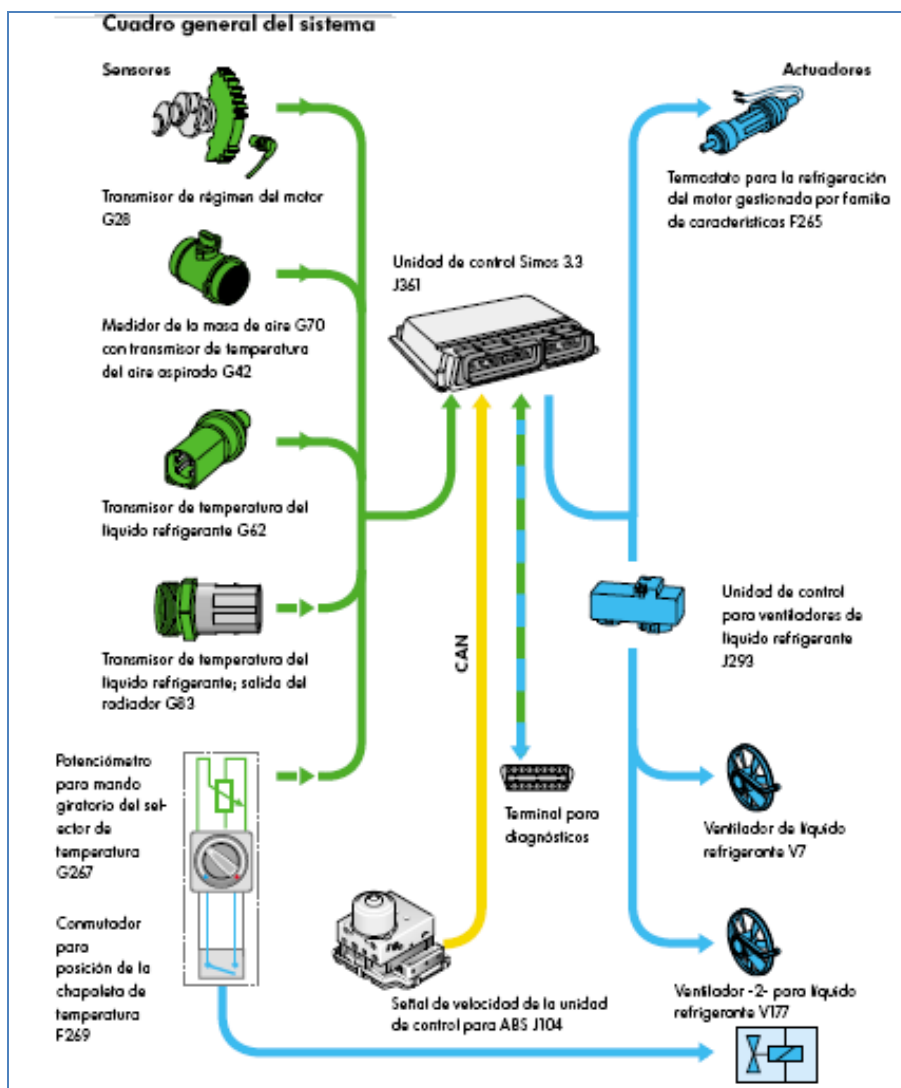 Cuadro general del sistema
Sensores
Transmisor de régimen del motor
G28
Medidor de la masa de aire G70
con transmisor de temperatura
del aire aspirado G42
Transmisor de temperatura del
líquido refrigerante G62
Transmisor de temperatura del
líquido refrigerante; salida del
radiador G83
Potenciómetro
para mando
giratorio del sel-
ector de
temperatura
G267
Conmutador
para
posición de la
chapaleta de
temperatura
F269
Unidad de control Simos 3.3
J361
CAN
Terminal para
diagnósticos
Señal de velocidad de la unidad
de control para ABS J104
Actuadores
Termostato para la refrigeración
del motor gestionada por familia
de características F265
Unidad de control
para ventiladores de
líquido refrigerante
J293
Ventilador de líquido
refrigerante V7
Ventilador -2- para líquido
refrigerante V177